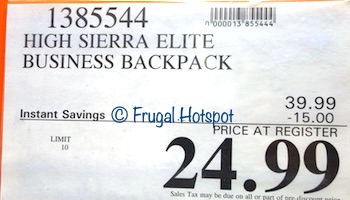 1385544
n000013855444
HIGH SIERRA ELITE
BUSINESS BACKPACK
39.99
Instant Savings -15.00
© Frugal Hotspot
PRICE AT REGISTER
LIMIT
10
24.99
Sales Tax may be due on all or part of pre-discount price